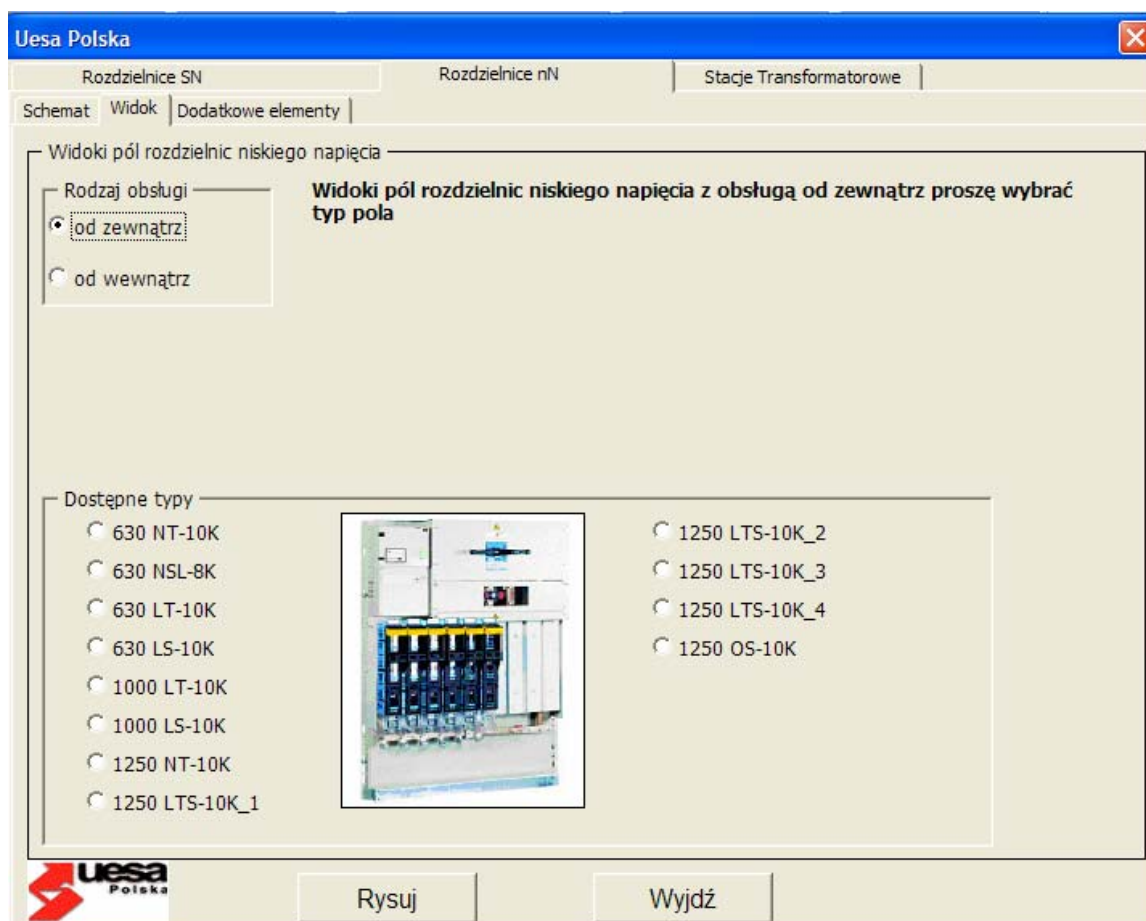 Uesa Polska
Rozdzielnice SN
Rozdzielnice nN
Stacje Transformatorowe
Schemat
Widok
Dodatkowe elementy
Widoki pól rozdzielnic niskiego napięcia
Rodzaj obsługi
od zewnątrz
od wewnątrz
Widoki pól rozdzielnic niskiego napięcia z obsługą od zewnątrz proszę wybrać
typ pola
Dostępne typy
630 NT-10K
630 NSL-8K
630 LT-10K
630 LS-10K
1000 LT-10K
1000 LS-10K
1250 NT-10K
1250 LTS-10K_1
1250 LTS-10K_2
1250 LTS-10K_3
1250 LTS-10K_4
1250 OS-10K
uesa
Polska
Rysuj
Wyjdź